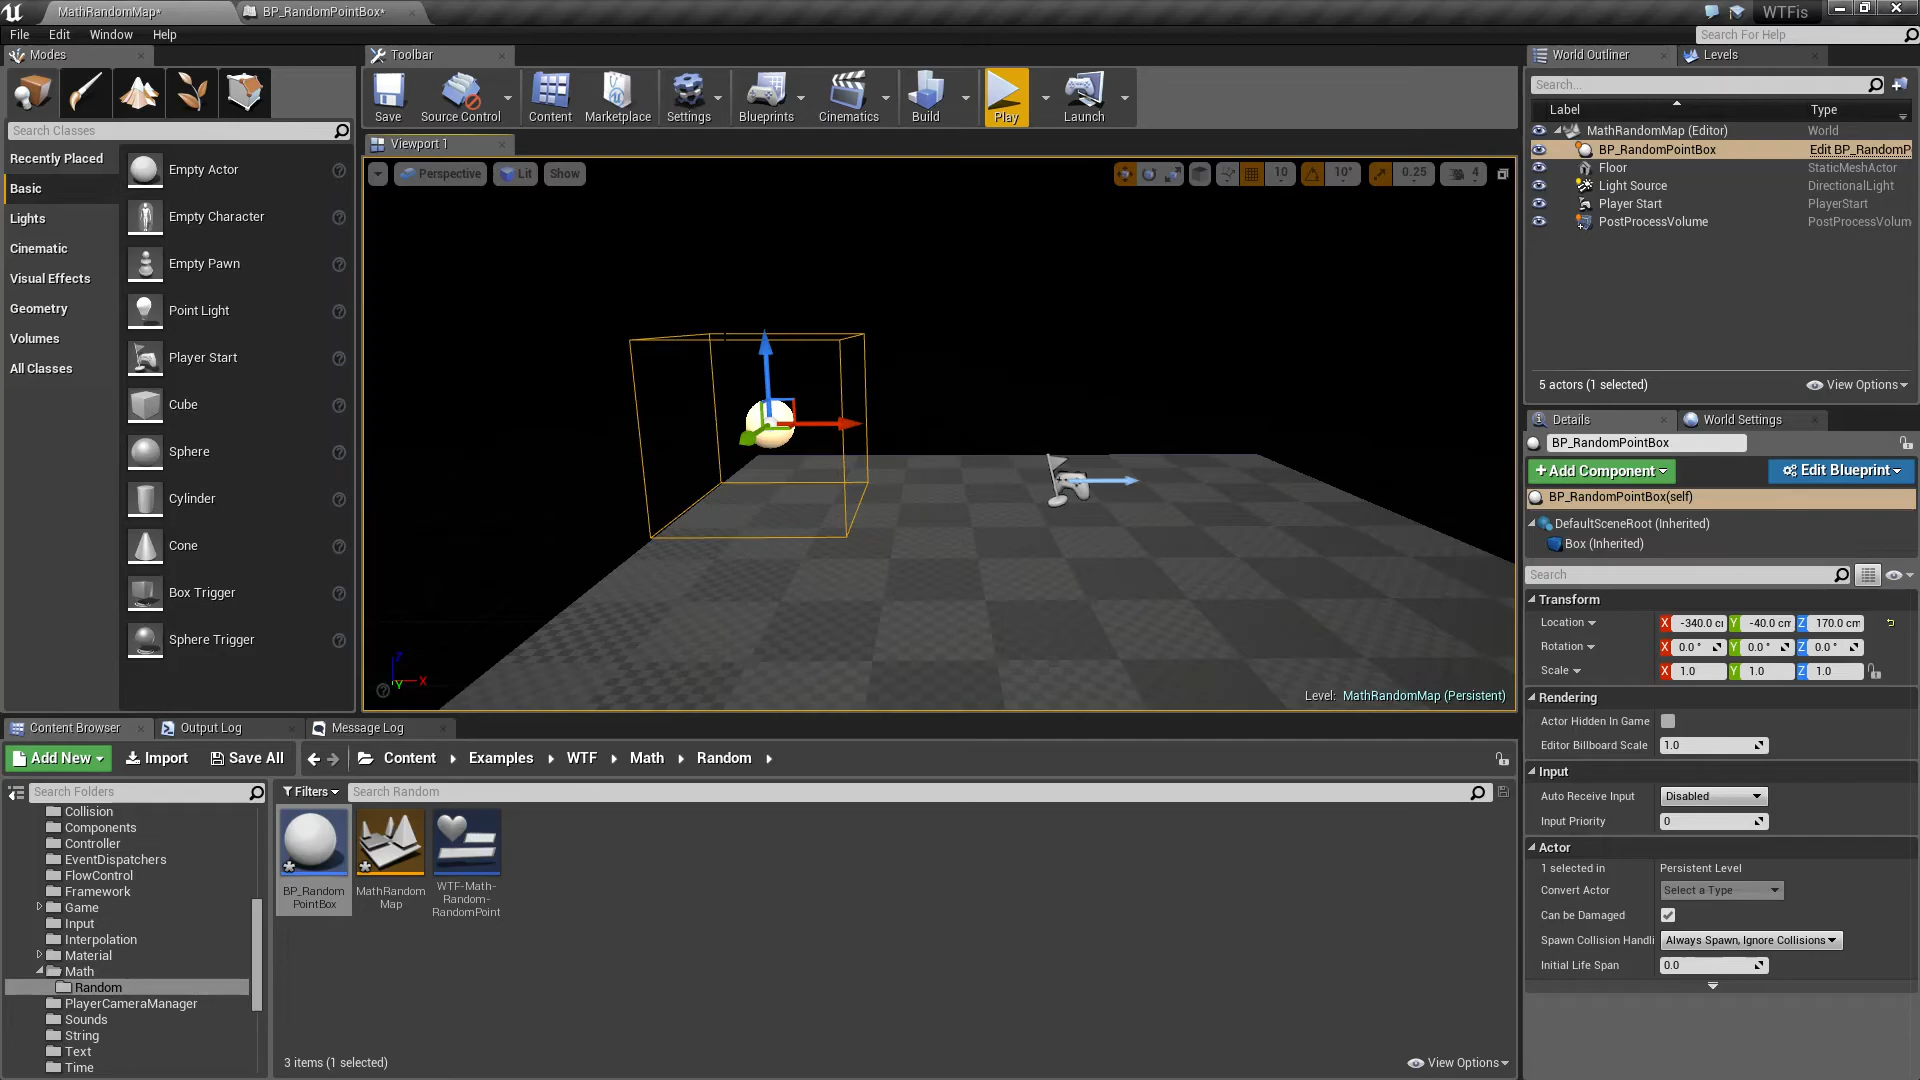 MathRandomMap*
BP_RandomPointBox*
WTFis
File Edit Window Help
Search For Help
Modes
Toolbar
World Outliner
Levels
Save
Source Control
Content
Marketplace
Settings
Blueprints
Cinematics
Build
Play
Launch
Search...
Label
Type
Search Classes
Viewport 1
MathRandomMap (Editor) World
BP_RandomPointBox Edit BP_RandomP
Floor StaticMeshActor
Light Source DirectionalLight
Player Start PlayerStart
PostProcessVolume PostProcessVolum
5 actors (1 selected)
View Options
Recently Placed
Basic
Lights
Cinematic
Visual Effects
Geometry
Volumes
All Classes
Empty Actor
Empty Character
Empty Pawn
Point Light
Player Start
Cube
Sphere
Cylinder
Cone
Box Trigger
Sphere Trigger
Perspective
Lit
Show
10
10°
0.25
4
Z
X
Y
Level: MathRandomMap (Persistent)
Details
World Settings
BP_RandomPointBox
+Add Component
Edit Blueprint
BP_RandomPointBox(self)
DefaultSceneRoot (Inherited)
Box (Inherited)
Search
Transform
Location X -340.0 c Y -40.0 cm Z 170.0 cm
Rotation X 0.0 ° Y 0.0 ° Z 0.0 °
Scale X 1.0 Y 1.0 Z 1.0
Rendering
Actor Hidden In Game
Editor Billboard Scale 1.0
Input
Auto Receive Input Disabled
Input Priority 0
Actor
1 selected in Persistent Level
Convert Actor Select a Type
Can be Damaged
Spawn Collision Handli Always Spawn, Ignore Collisions
Initial Life Span 0.0
Content Browser
Output Log
Message Log
Add New
Import
Save All
Content
Examples
WTF
Math
Random
Search Folders
Filters
Search Random
Collision
Components
Controller
EventDispatchers
FlowControl
Framework
Game
Input
Interpolation
Material
Math
Random
PlayerCameraManager
Sounds
String
Text
Time
BP_Random
PointBox
MathRandom
Map
WTF-Math-
Random-
RandomPoint
3 items (1 selected)
View Options